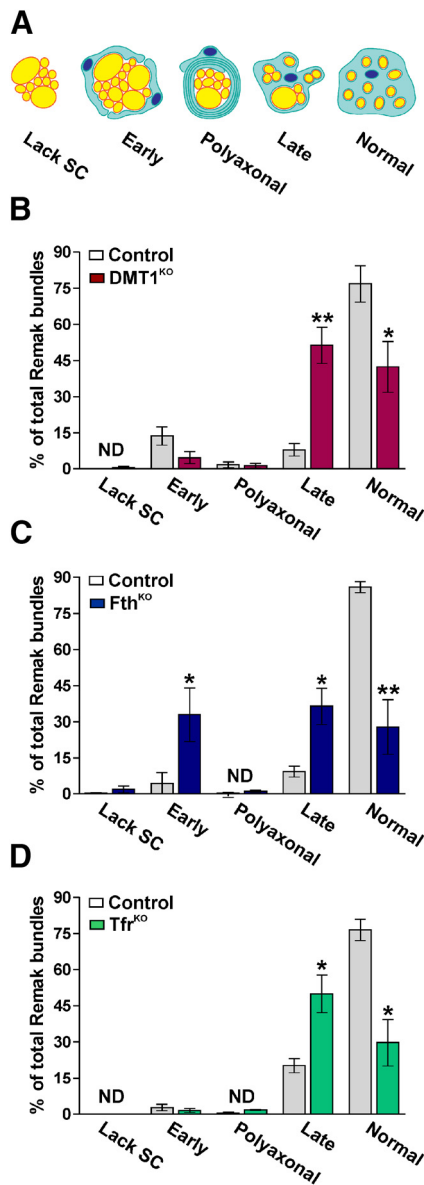 A
Lack SC
Early
Polyaxonal
Late
Normal
B
% of total Remak bundles
90
75
60
45
30
15
0
Control
DMT1ᴷᴼ
ND
**
*
Lack SC
Early
Polyaxonal
Late
Normal
C
% of total Remak bundles
90
75
60
45
30
15
0
Control
Fthᴷᴼ
*
ND
*
**
Lack SC
Early
Polyaxonal
Late
Normal
D
% of total Remak bundles
90
75
60
45
30
15
0
Control
Tfrᴷᴼ
ND
ND
*
*
Lack SC
Early
Polyaxonal
Late
Normal